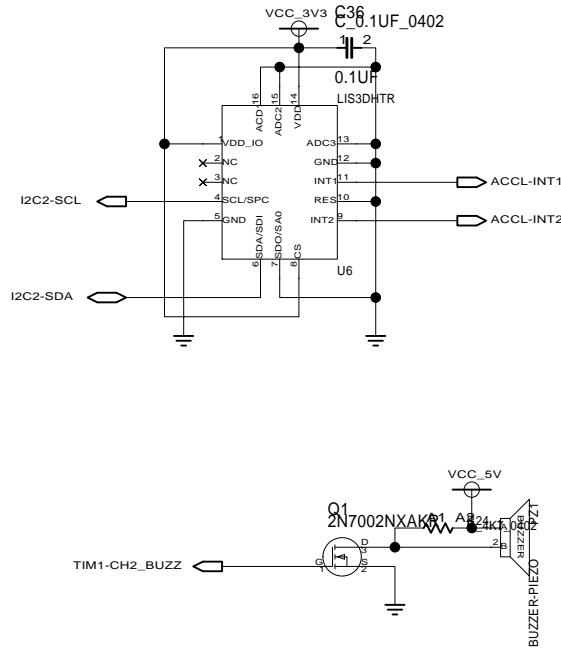 VCC_3V3
C36
C_0.1UF_0402
1 2
0.1UF
LIS3DHTR
16 15 14
ACD1 ADC2 VDD
1 VDD_IO
ADC3 13
2 NC
GND 12
3 NC
INT1 11
ACCL-INT1
I2C2-SCL
4 SCL/SPC
RES 10
5 GND
INT2 9
ACCL-INT2
SDA/SDI SDO/SA0 CS
6 7 8
U6
I2C2-SDA
VCC_5V
Q1
2N7002NXAKR
A1
BUZZER
PZ1
BUZZER-PIEZO
D
3
2 B
TIM1-CH2_BUZZ
G
1
S
2